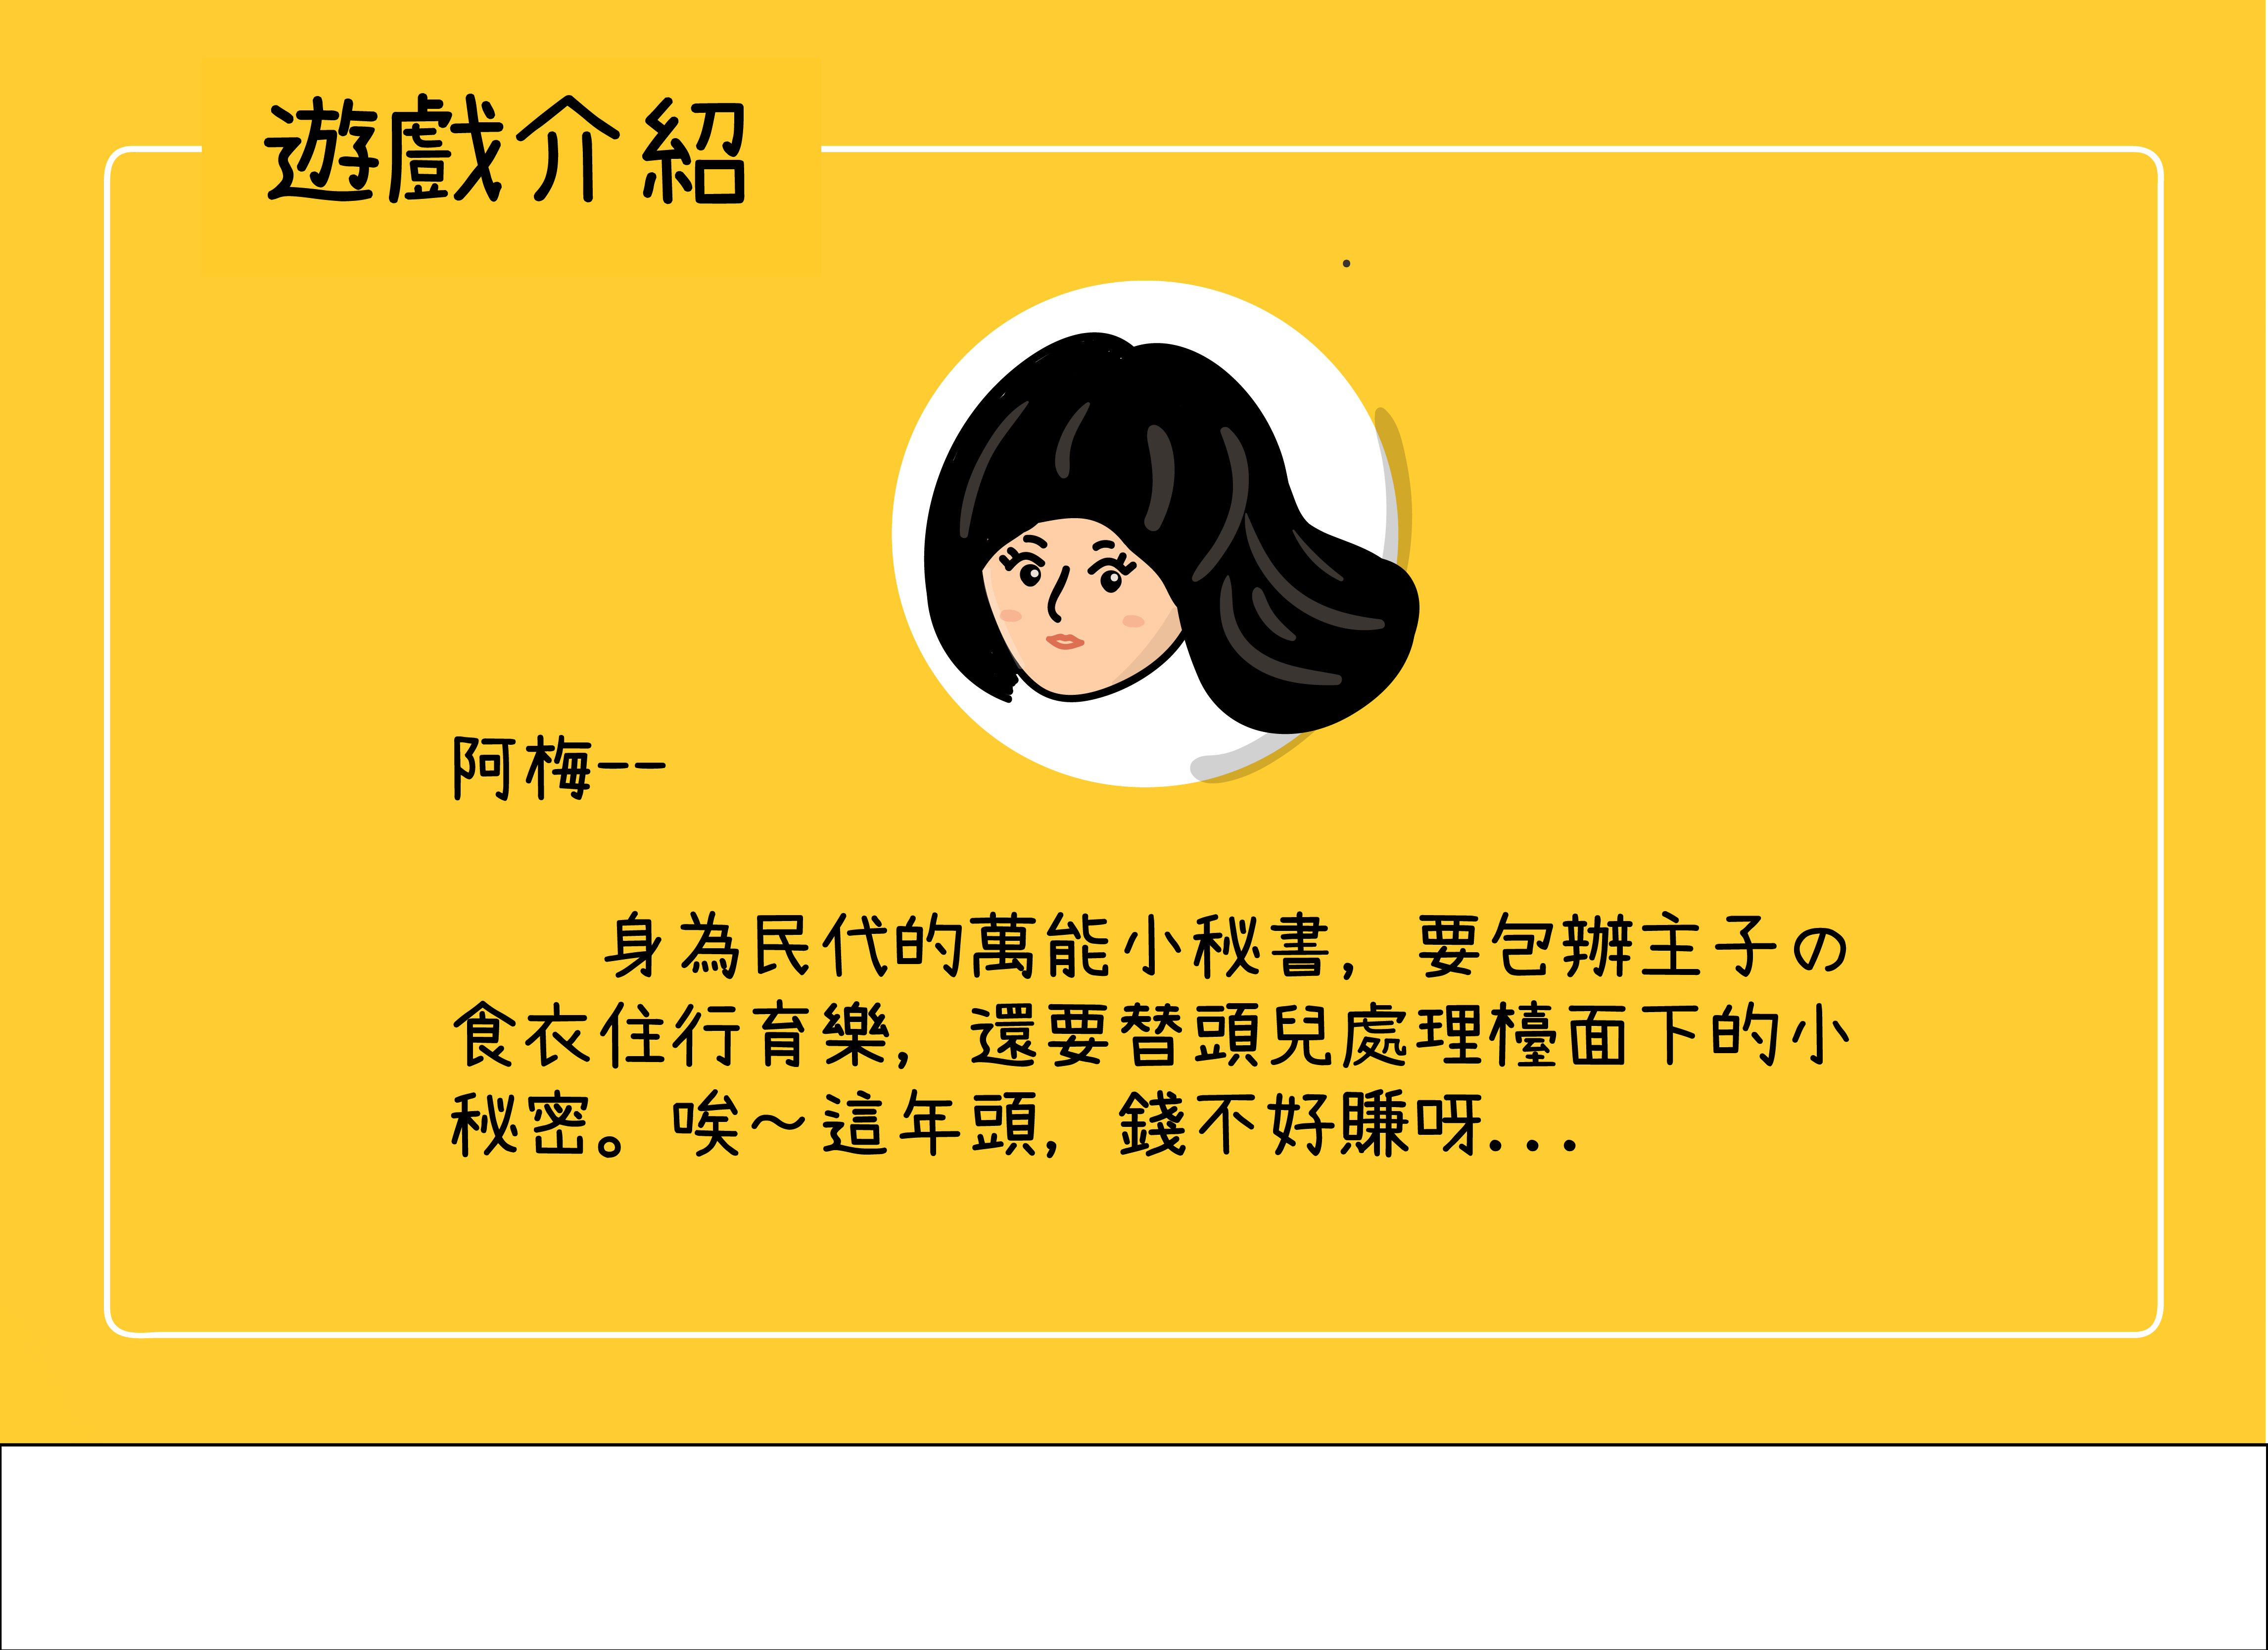 遊戲介紹
阿梅——
身為民代的萬能小秘書，要包辦主子の
食衣住行育樂，還要替頭兒處理檯面下的小
秘密。唉～這年頭，錢不好賺呀...